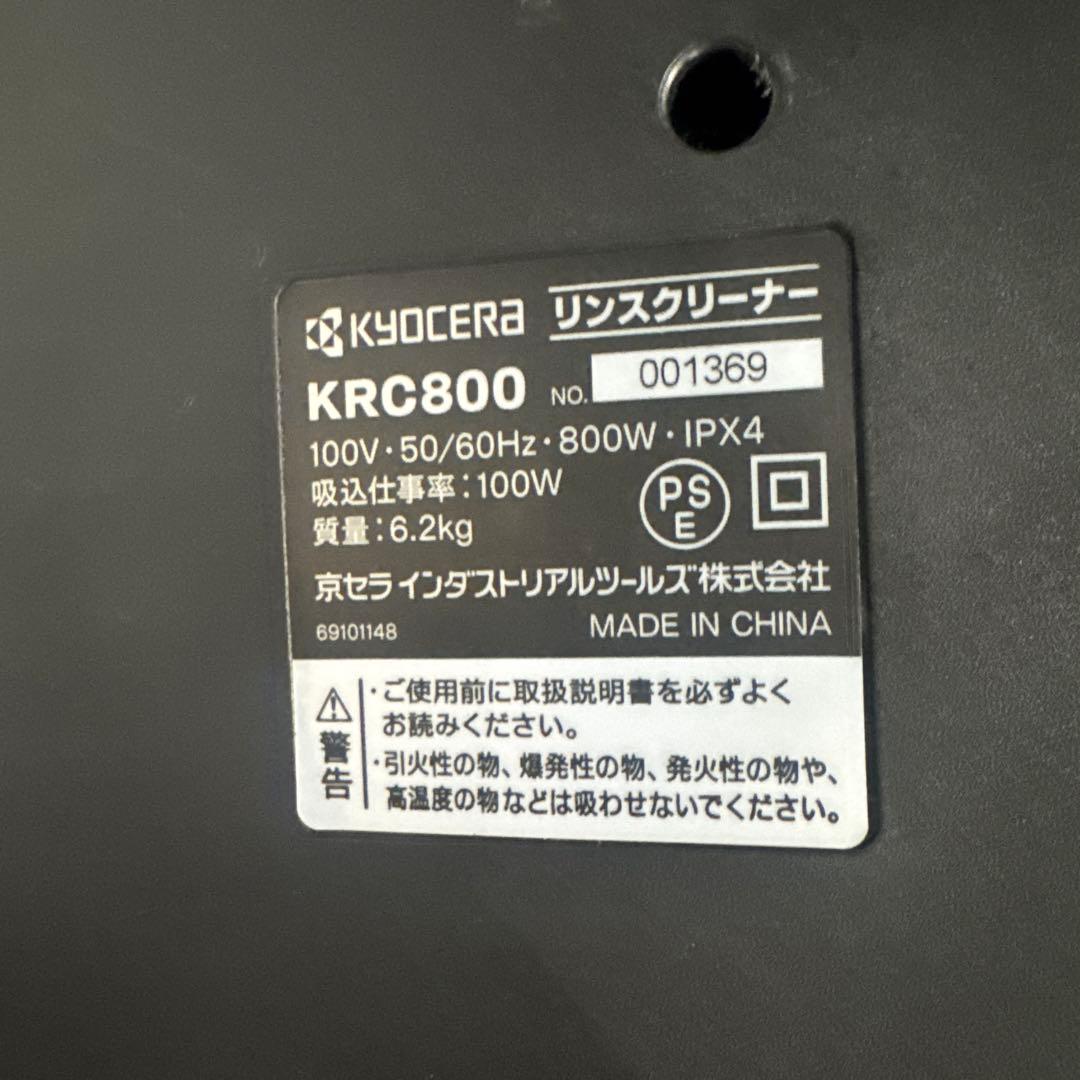 KYOCERA リンスクリーナー
KRC800 NO. 001369
100V・50/60Hz・800W・IPX4
吸込仕事率:100W
質量:6.2kg
PS
E
京セラインダストリアルツールズ株式会社
69101148 MADE IN CHINA
警告
・ご使用前に取扱説明書を必ずよく
お読みください。
・引火性の物、爆発性の物、発火性の物や、
高温度の物などは吸わせないでください。